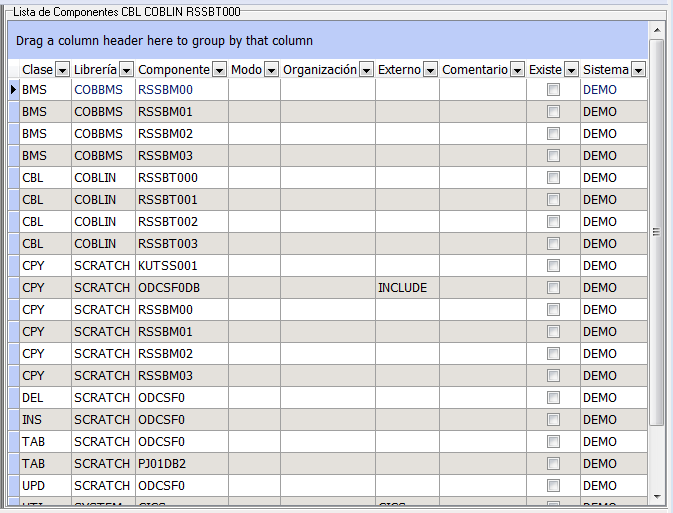 Lista de Componentes CBL COBLIN RSSBT000
Drag a column header here to group by that column
Clase Librería Componente Modo Organización Externo Comentario Existe Sistema
BMS COBBMS RSSBM00 DEMO
BMS COBBMS RSSBM01 DEMO
BMS COBBMS RSSBM02 DEMO
BMS COBBMS RSSBM03 DEMO
CBL COBLIN RSSBT000 DEMO
CBL COBLIN RSSBT001 DEMO
CBL COBLIN RSSBT002 DEMO
CBL COBLIN RSSBT003 DEMO
CPY SCRATCH KUTSS001 DEMO
CPY SCRATCH ODCSF0DB INCLUDE DEMO
CPY SCRATCH RSSBM00 DEMO
CPY SCRATCH RSSBM01 DEMO
CPY SCRATCH RSSBM02 DEMO
CPY SCRATCH RSSBM03 DEMO
DEL SCRATCH ODCSF0 DEMO
INS SCRATCH ODCSF0 DEMO
TAB SCRATCH ODCSF0 DEMO
TAB SCRATCH PJ01DB2 DEMO
UPD SCRATCH ODCSF0 DEMO
UTI SYSTEM CICS CICS DEMO